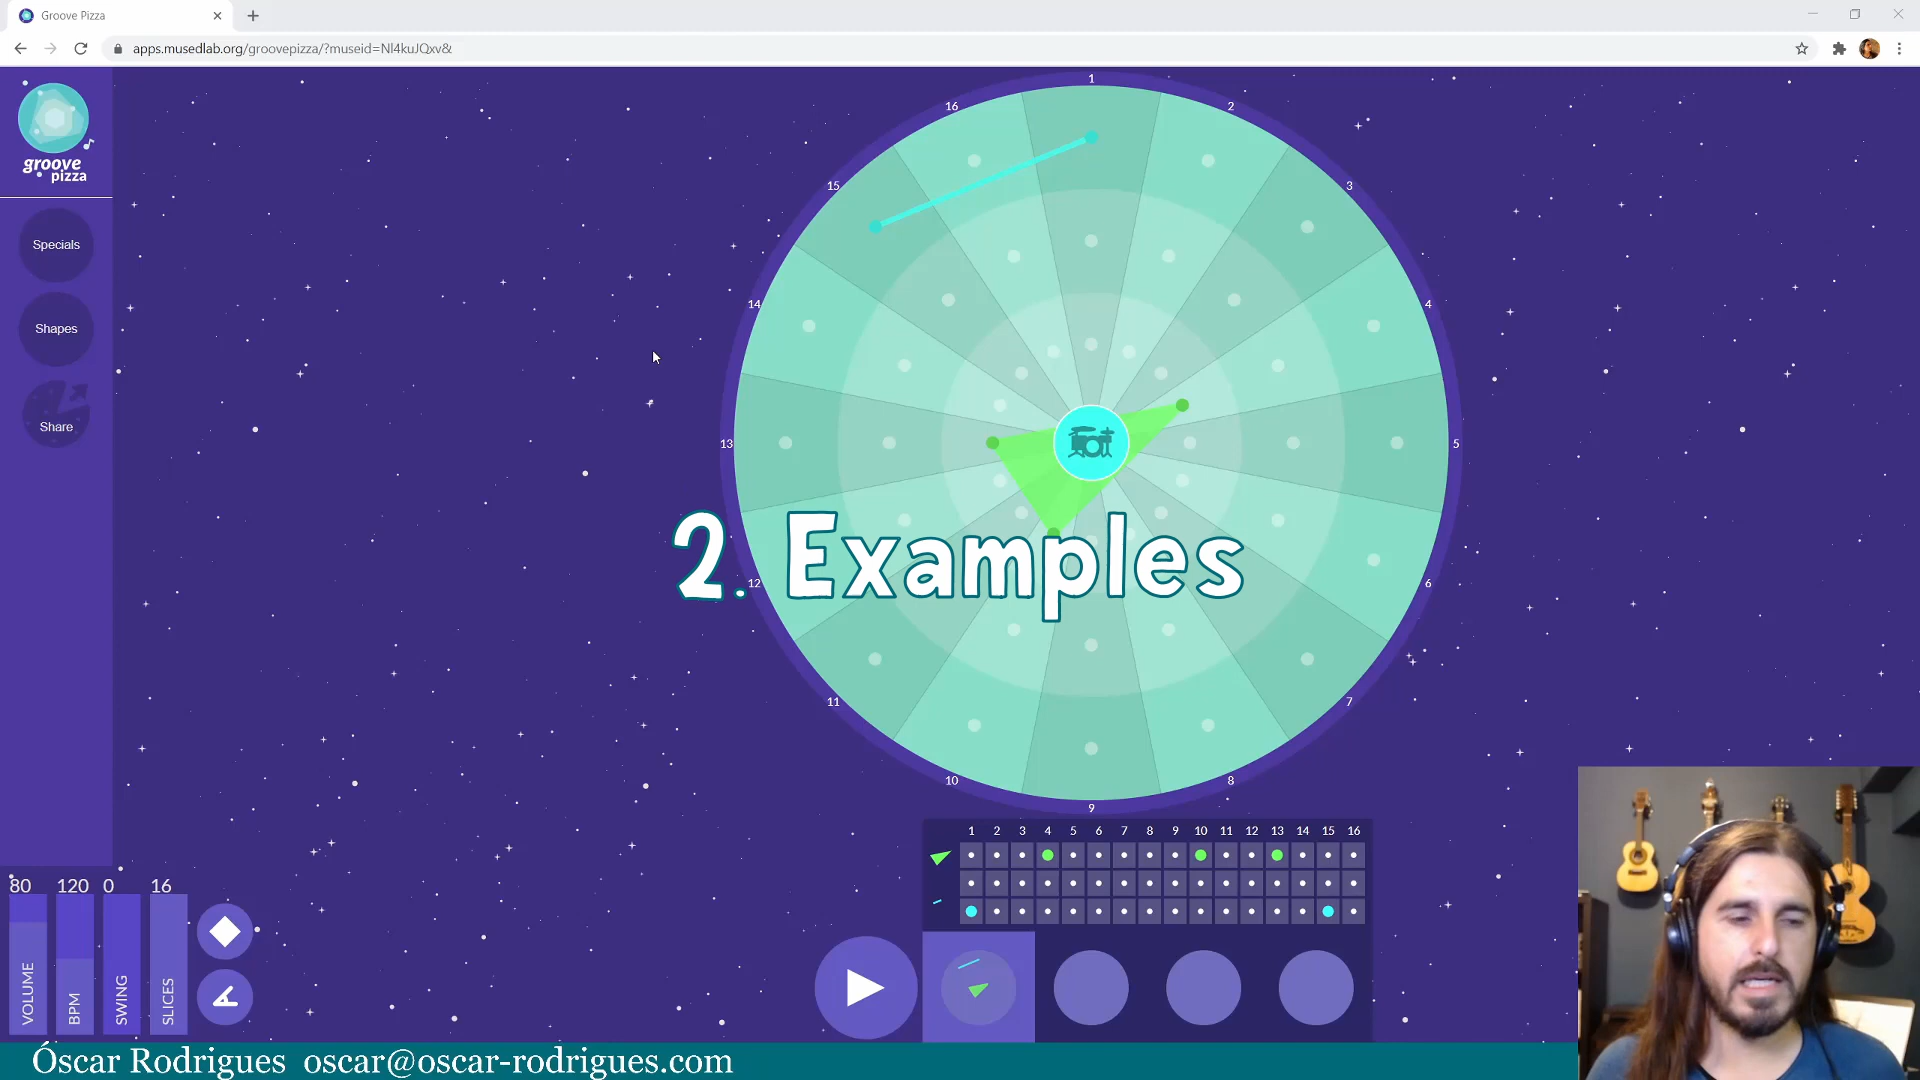 Groove Pizza
apps.musedlab.org/groovepizza/?museid=Nl4kuJQxv&
groove
pizza
Specials
Shapes
Share
1
16
2
15
3
14
4
13
5
12
6
11
7
10
8
9
2. Examples
1 2 3 4 5 6 7 8 9 10 11 12 13 14 15 16
80 120 0 16
VOLUME
BPM
SWING
SLICES
Óscar Rodrigues oscar@oscar-rodrigues.com